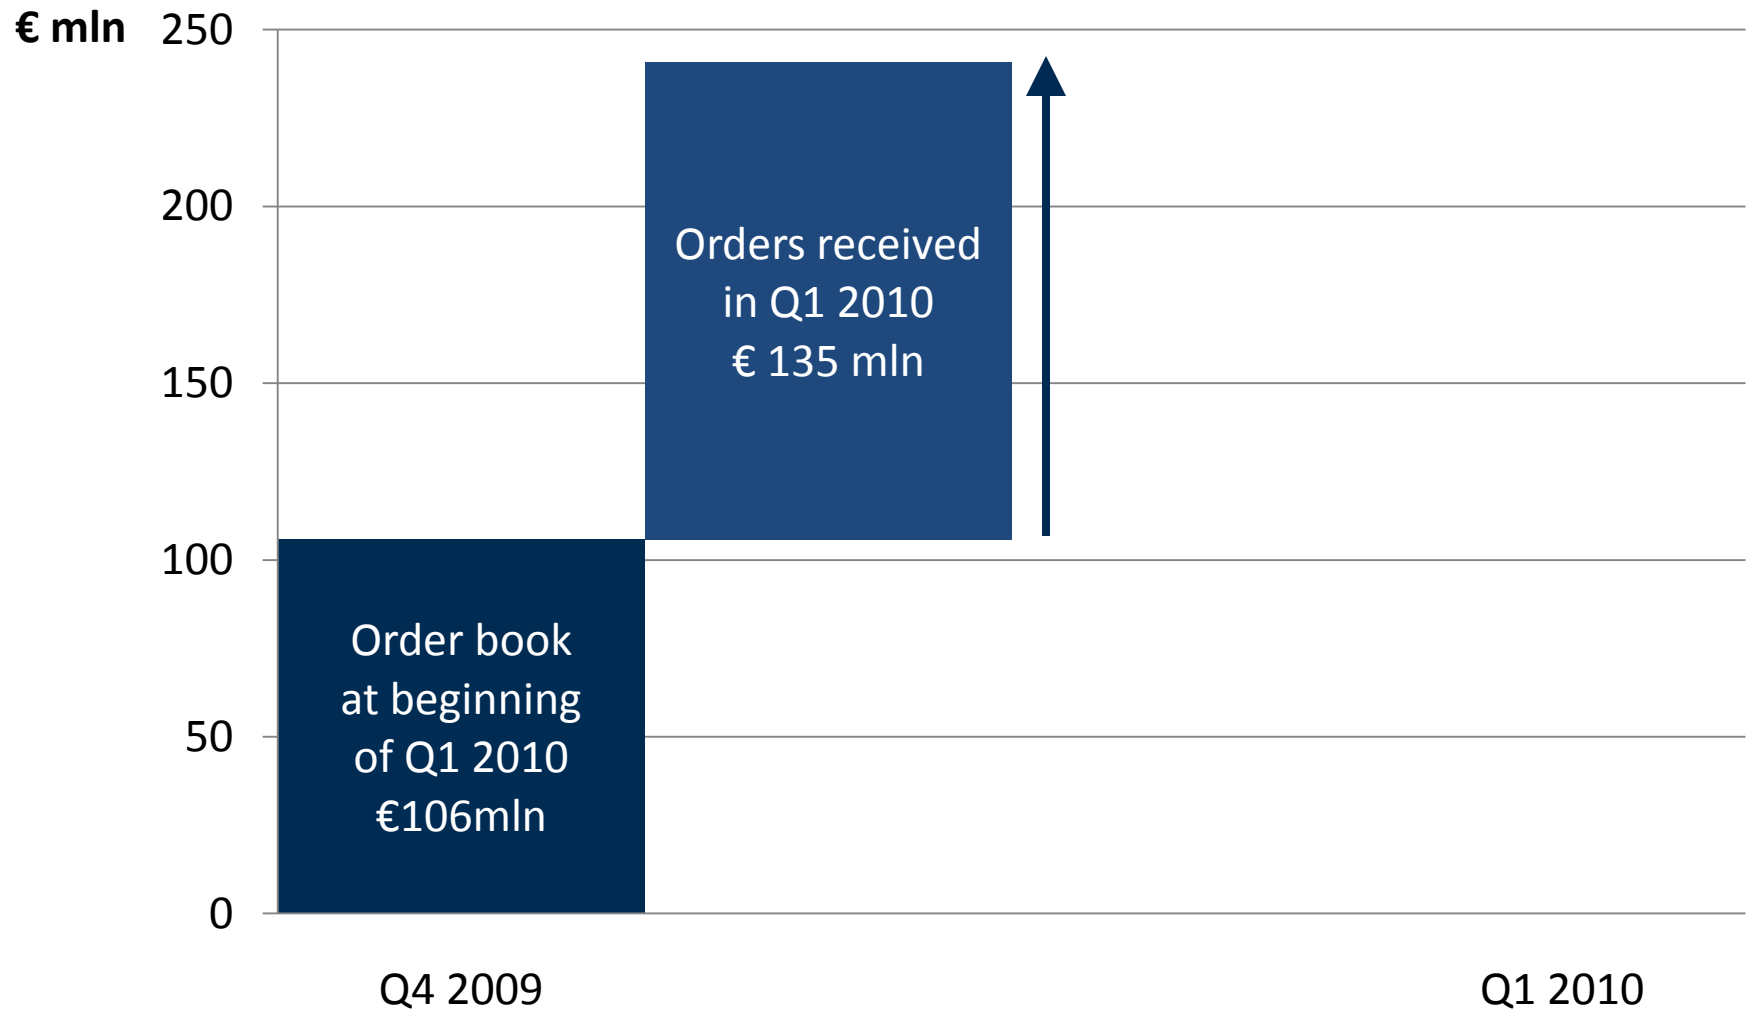 € mln
250
200
150
100
50
0
Orders received
in Q1 2010
€ 135 mln
Order book
at beginning
of Q1 2010
€106mln
Q4 2009
Q1 2010